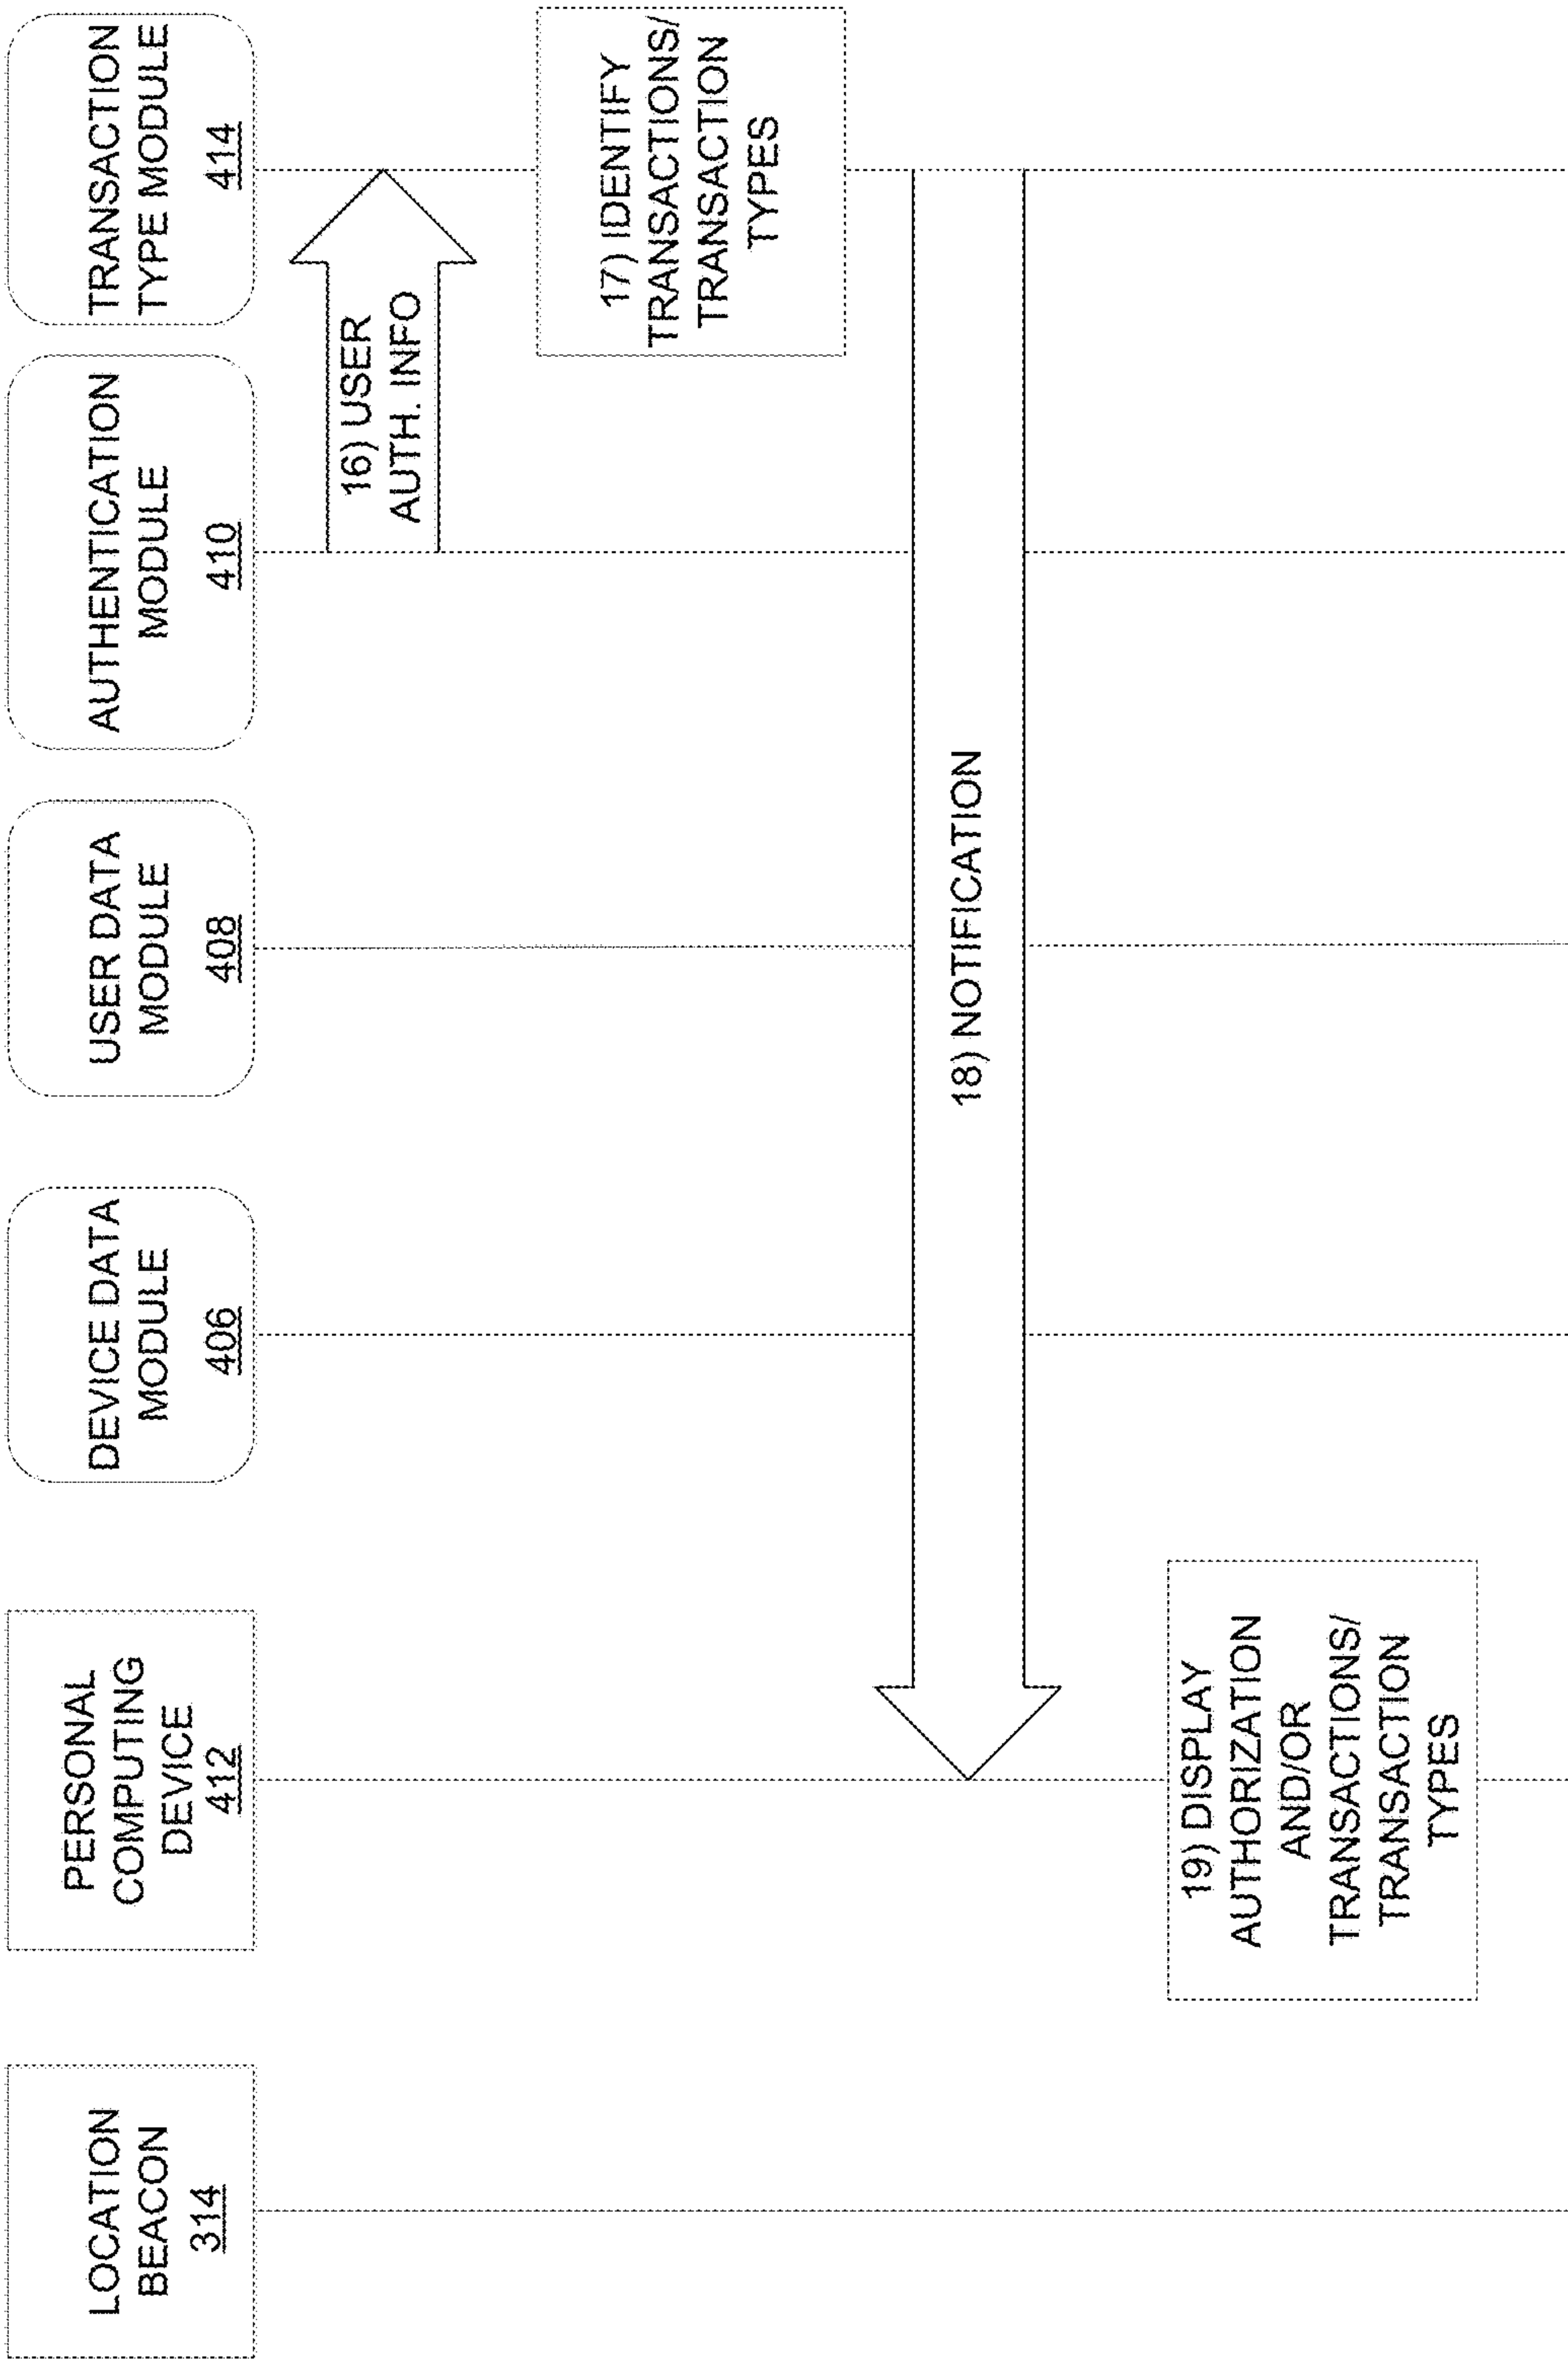 LOCATION
BEACON
314
PERSONAL
COMPUTING
DEVICE
412
DEVICE DATA
MODULE
406
USER DATA
MODULE
408
AUTHENTICATION
MODULE
410
TRANSACTION
TYPE MODULE
414
16) USER
AUTH. INFO
17) IDENTIFY
TRANSACTIONS/
TRANSACTION
TYPES
18) NOTIFICATION
19) DISPLAY
AUTHORIZATION
AND/OR
TRANSACTIONS/
TRANSACTION
TYPES